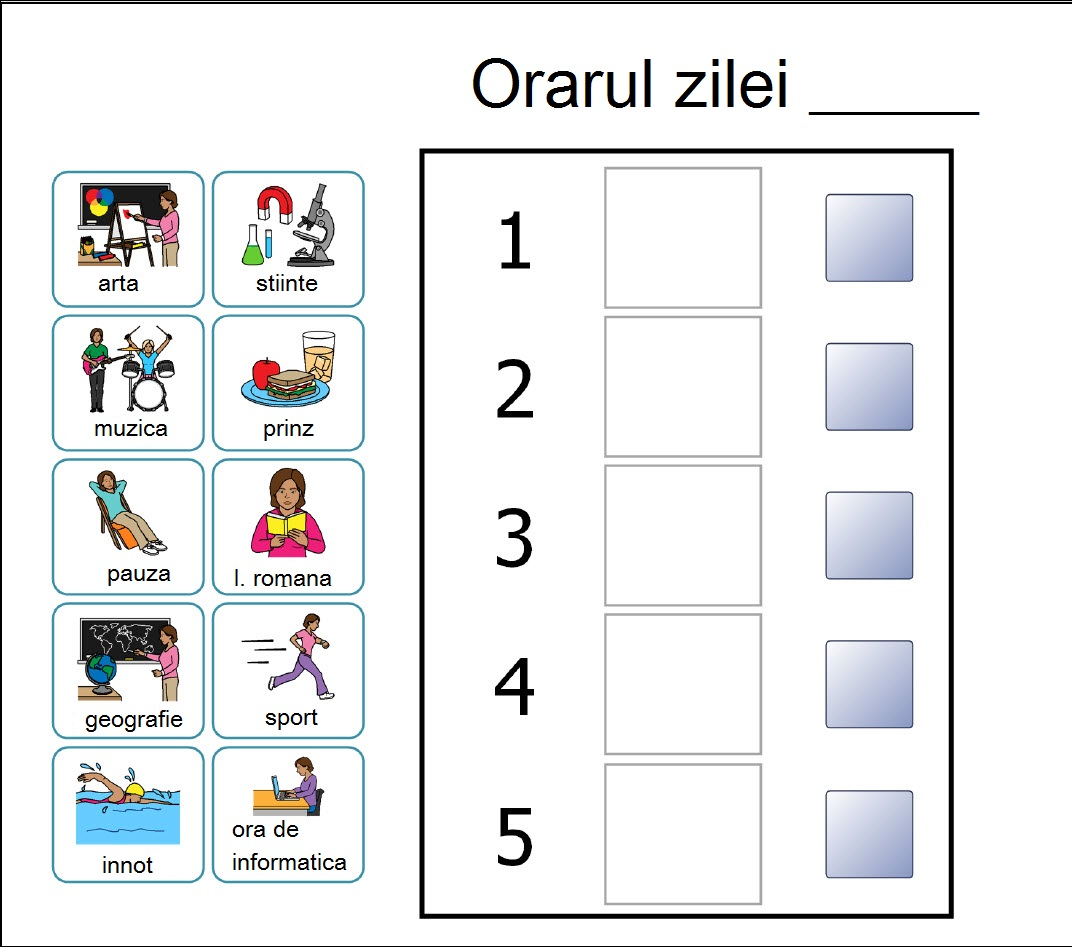 Orarul zilei ______
arta
stiinte
muzica
prinz
pauza
l. romana
geografie
sport
innot
ora de
informatica
1
2
3
4
5